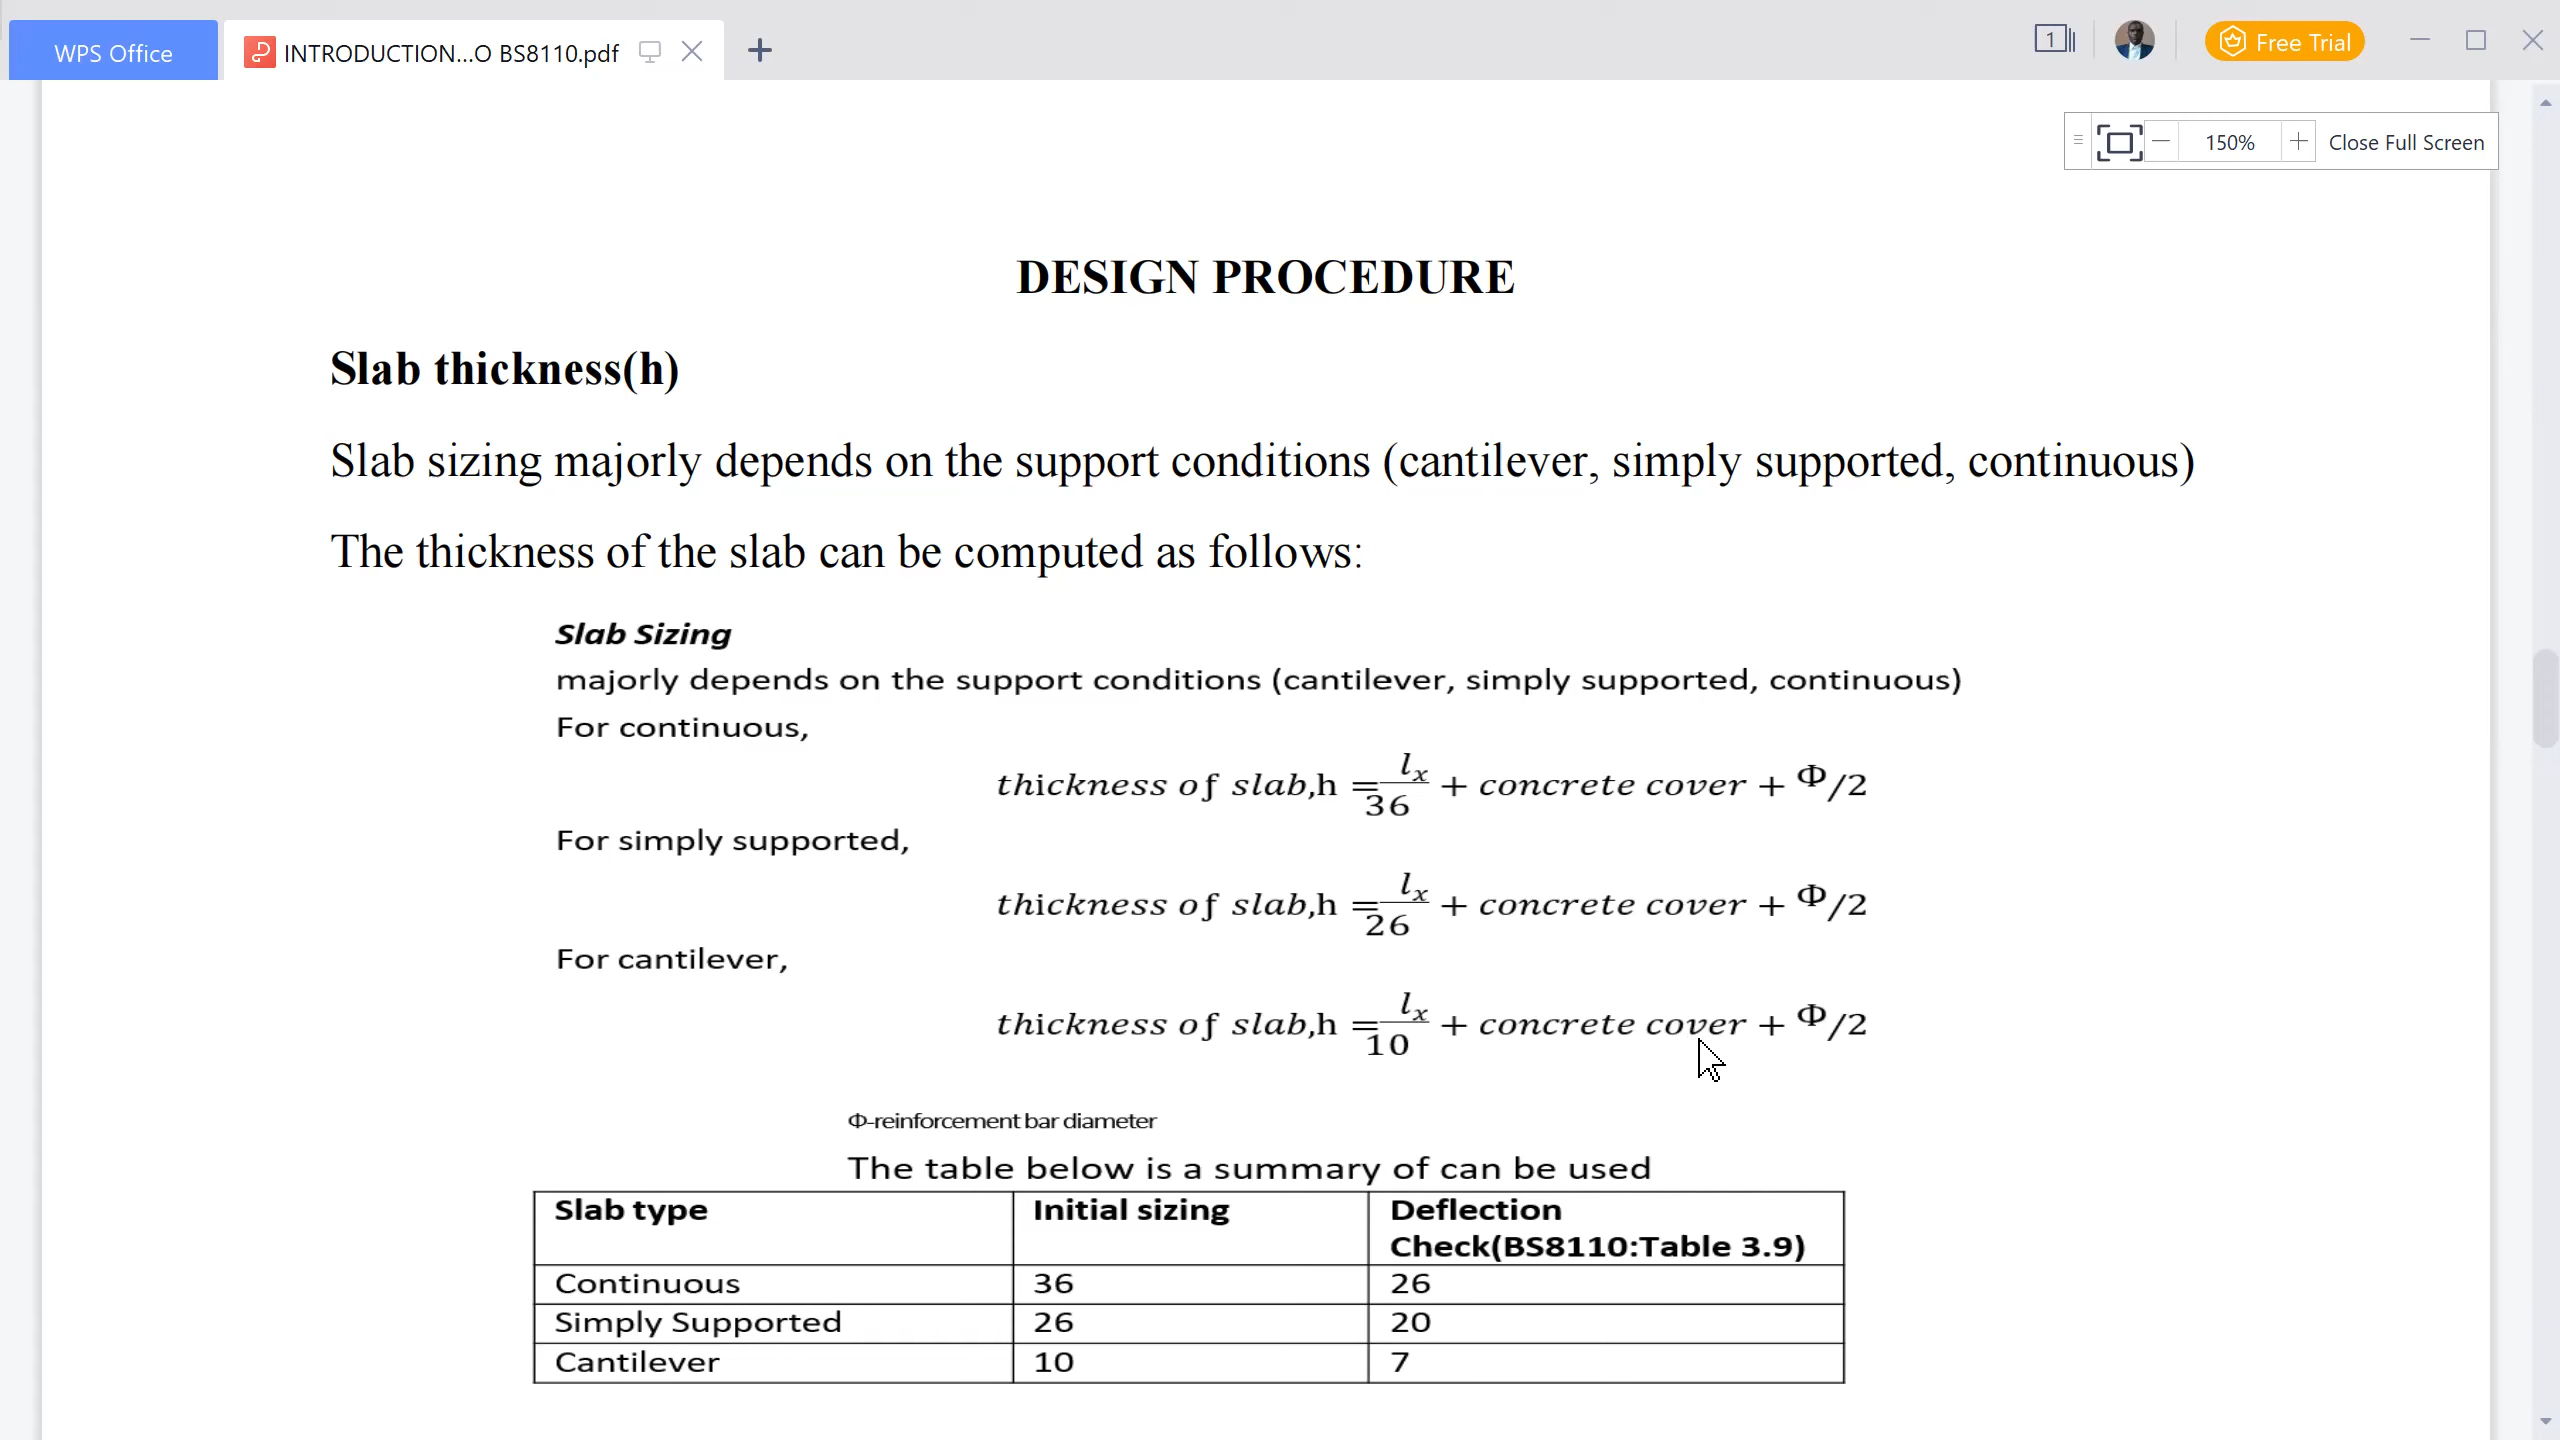 WPS Office
INTRODUCTION...O BS8110.pdf
1
Free Trial
150%
Close Full Screen
DESIGN PROCEDURE
Slab thickness(h)
Slab sizing majorly depends on the support conditions (cantilever, simply supported, continuous)
The thickness of the slab can be computed as follows:
Slab Sizing
majorly depends on the support conditions (cantilever, simply supported, continuous)
For continuous,
thickness of slab,h = lx/36 + concrete cover + Φ/2
For simply supported,
thickness of slab,h = lx/26 + concrete cover + Φ/2
For cantilever,
thickness of slab,h = lx/10 + concrete cover + Φ/2
Φ-reinforcement bar diameter
The table below is a summary of can be used
Slab type Initial sizing Deflection
Check(BS8110:Table 3.9)
Continuous 36 26
Simply Supported 26 20
Cantilever 10 7